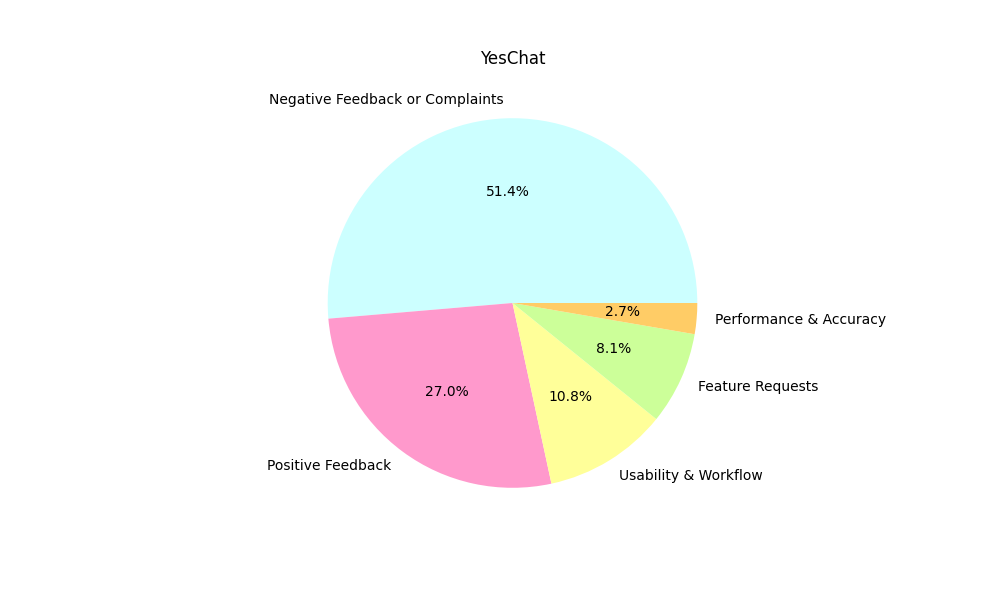 YesChat
Negative Feedback or Complaints
51.4%
2.7%
Performance & Accuracy
8.1%
Feature Requests
27.0%
10.8%
Positive Feedback
Usability & Workflow